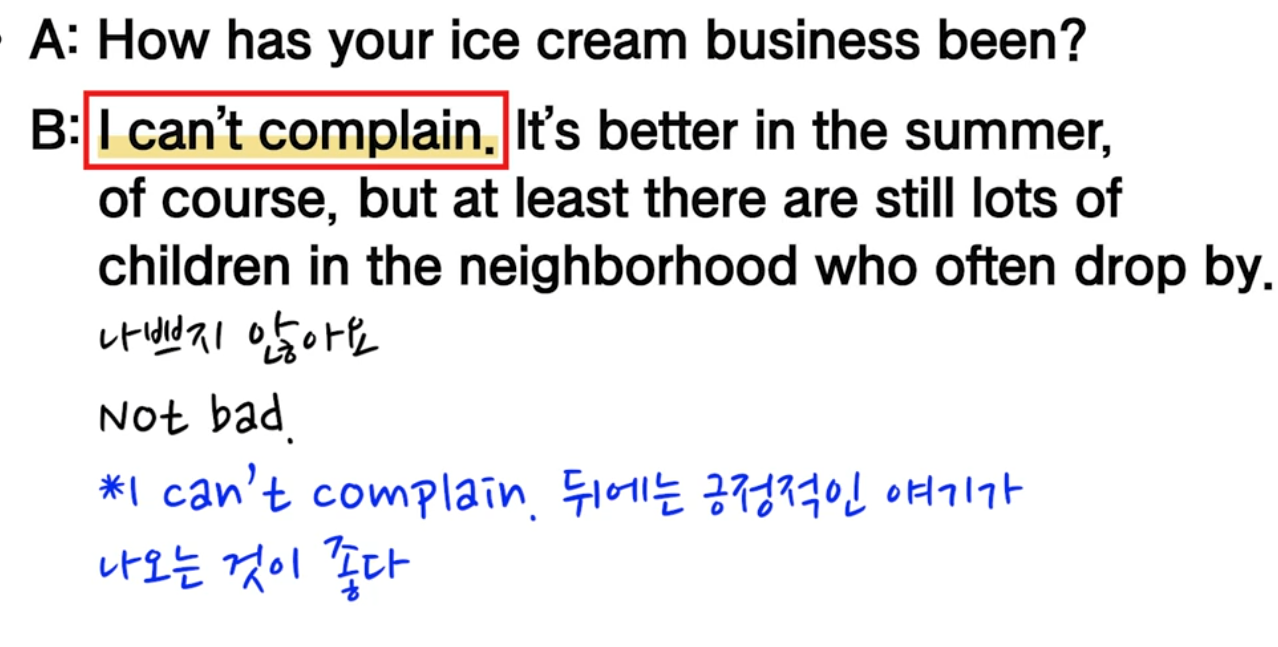 • A: How has your ice cream business been?
B: I can't complain. It's better in the summer,
of course, but at least there are still lots of
children in the neighborhood who often drop by.
나쁘지 않아요
Not bad.
*I can't complain. 뒤에는 긍정적인 얘기가
나오는 것이 좋다